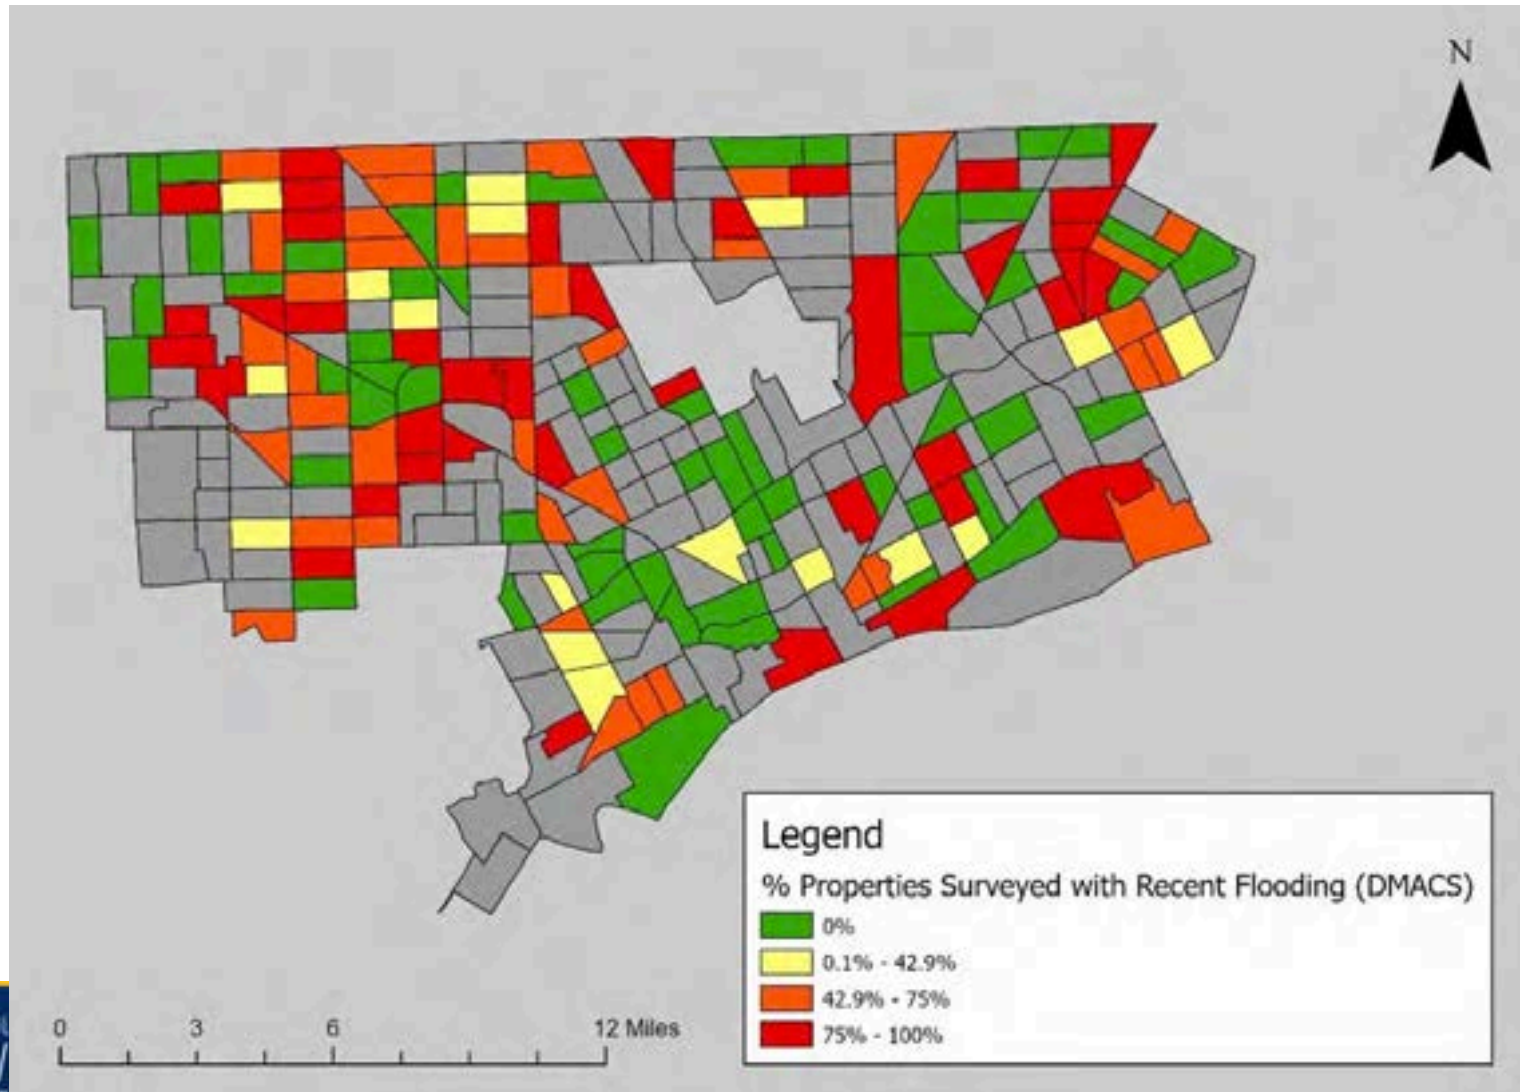 N
Legend
% Properties Surveyed with Recent Flooding (DMACS)
0%
0.1% - 42.9%
42.9% - 75%
75% - 100%
0 3 6 12 Miles